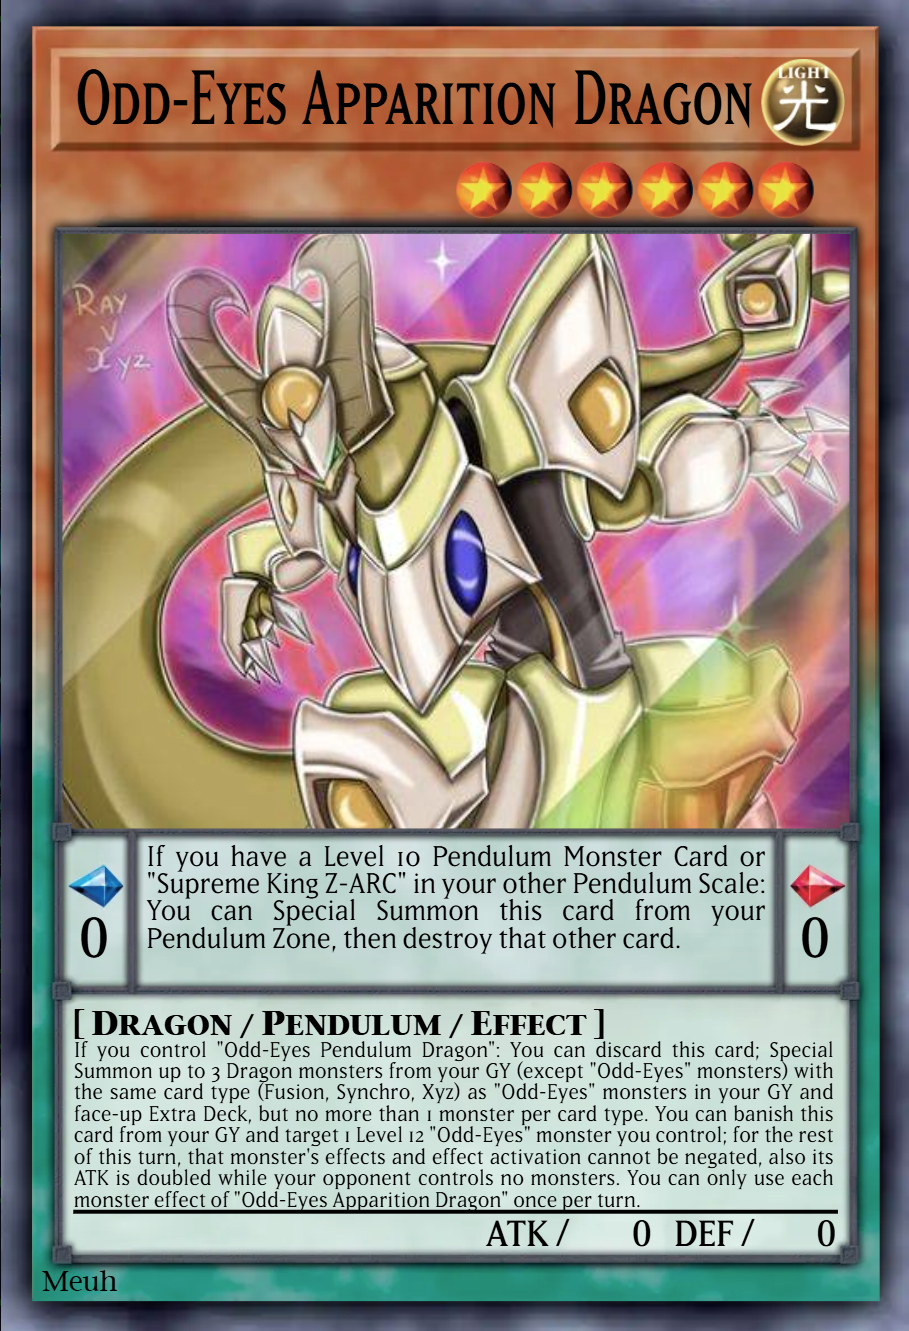 Odd-Eyes Apparition Dragon
LIGHT
光
Ray
V
Xyz
If you have a Level 10 Pendulum Monster Card or
"Supreme King Z-ARC" in your other Pendulum Scale:
You can Special Summon this card from your
Pendulum Zone, then destroy that other card.
0
0
[ Dragon / Pendulum / Effect ]
If you control "Odd-Eyes Pendulum Dragon": You can discard this card; Special
Summon up to 3 Dragon monsters from your GY (except "Odd-Eyes" monsters) with
the same card type (Fusion, Synchro, Xyz) as "Odd-Eyes" monsters in your GY and
face-up Extra Deck, but no more than 1 monster per card type. You can banish this
card from your GY and target 1 Level 12 "Odd-Eyes" monster you control; for the rest
of this turn, that monster's effects and effect activation cannot be negated, also its
ATK is doubled while your opponent controls no monsters. You can only use each
monster effect of "Odd-Eyes Apparition Dragon" once per turn.
ATK / 0 DEF / 0
Meuh